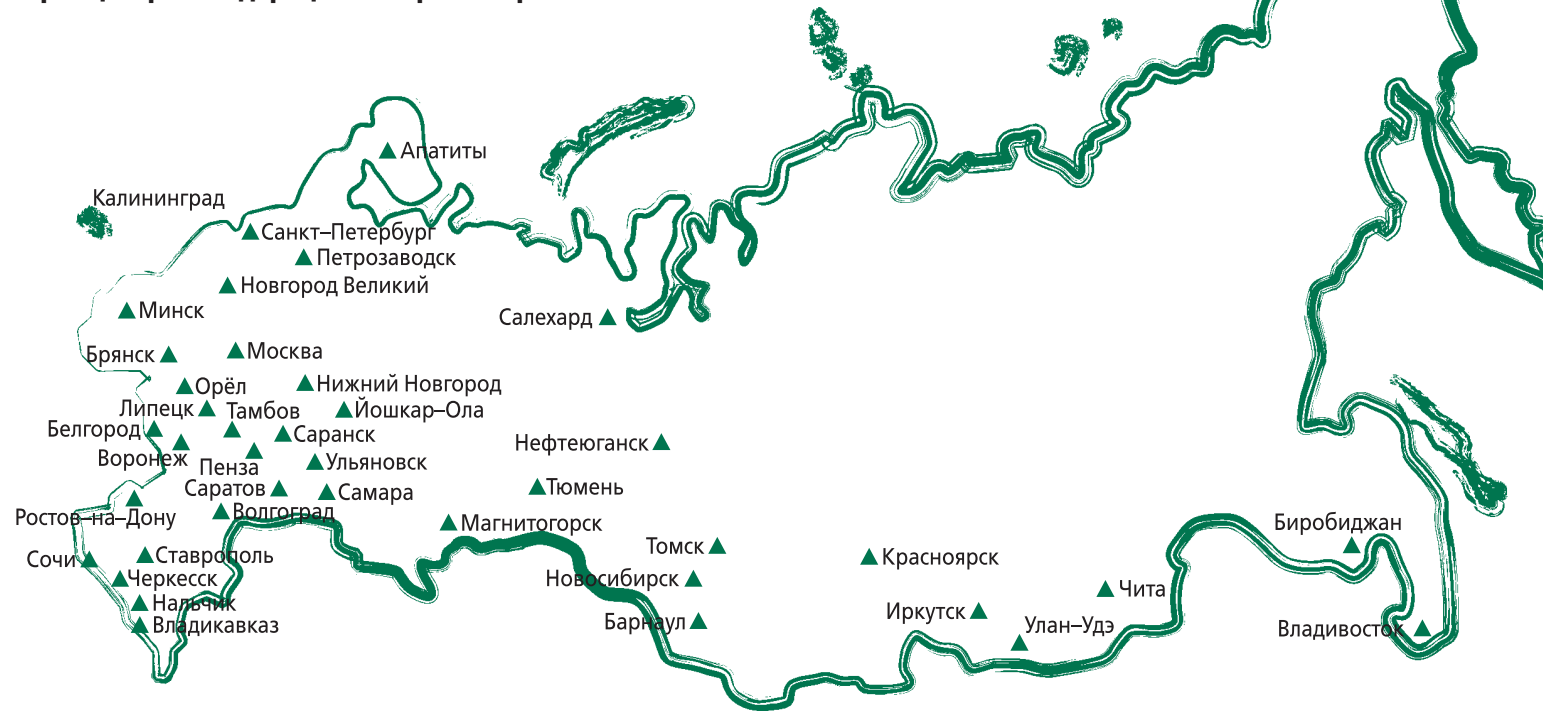 Апатиты
Калининград
Санкт–Петербург
Петрозаводск
Новгород Великий
Минск
Салехард
Брянск
Москва
Орёл
Нижний Новгород
Липецк
Тамбов
Йошкар–Ола
Белгород
Саранск
Нефтеюганск
Воронеж
Пенза
Ульяновск
Саратов
Самара
Тюмень
Ростов–на–Дону
Волгоград
Магнитогорск
Биробиджан
Томск
Сочи
Ставрополь
Красноярск
Черкесск
Новосибирск
Чита
Нальчик
Иркутск
Барнаул
Улан–Удэ
Владикавказ
Владивосток